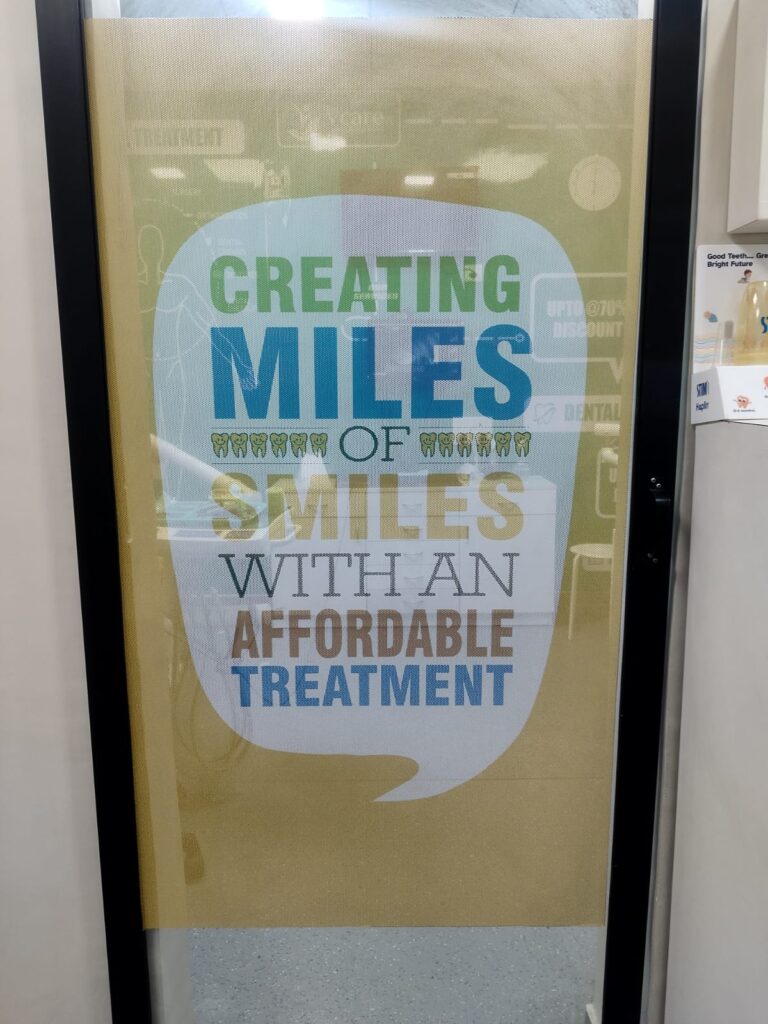 TREATMENT
CREATING
MILES
OF
SMILES
WITH AN
AFFORDABLE
TREATMENT
UPTO @70%
DISCOUNT
DENTAL
Good Teeth.... Gre
Bright Future